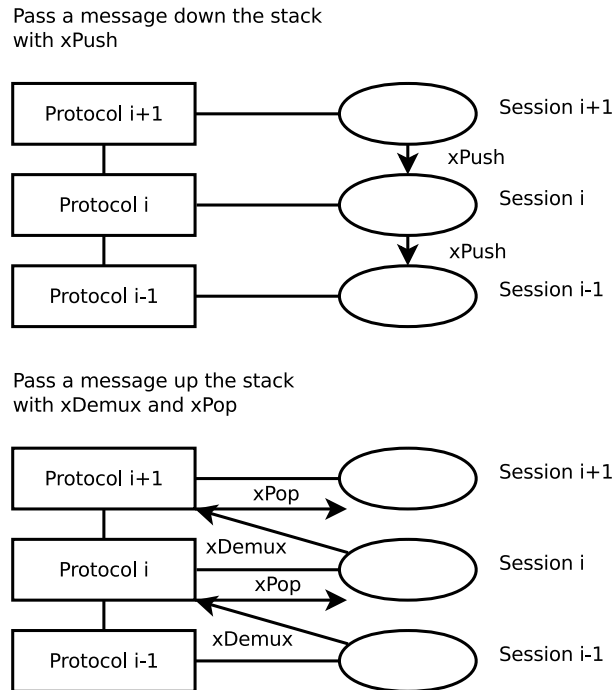 Pass a message down the stack
with xPush
Protocol i+1
Session i+1
xPush
Protocol i
Session i
xPush
Protocol i-1
Session i-1
Pass a message up the stack
with xDemux and xPop
Protocol i+1
Session i+1
xPop
xDemux
Protocol i
Session i
xPop
xDemux
Protocol i-1
Session i-1